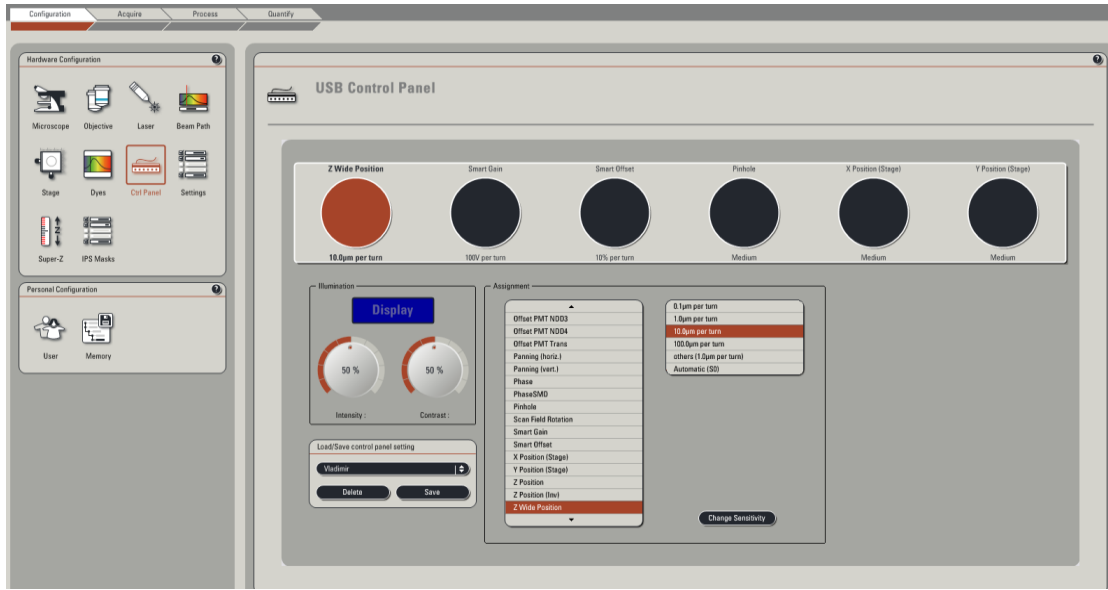 Configuration Acquire Process Quantify
Hardware Configuration
Microscope Objective Laser Beam Path
Stage Dyes Ctrl Panel Settings
Super-Z IPS Masks
Personal Configuration
User Memory
USB Control Panel
Z Wide Position Smart Gain Smart Offset Pinhole X Position (Stage) Y Position (Stage)
10.0µm per turn 100V per turn 10% per turn Medium Medium Medium
Illumination
Display
50 % 50 %
Intensity : Contrast :
Load/Save control panel setting
Vladimir
Delete Save
Assignment
Offset PMT NDD3
Offset PMT NDD4
Offset PMT Trans
Panning (horiz.)
Panning (vert.)
Phase
PhaseSMD
Pinhole
Scan Field Rotation
Smart Gain
Smart Offset
X Position (Stage)
Y Position (Stage)
Z Position
Z Position (Inv)
Z Wide Position
0.1µm per turn
1.0µm per turn
10.0µm per turn
100.0µm per turn
others (1.0µm per turn)
Automatic (S0)
Change Sensitivity